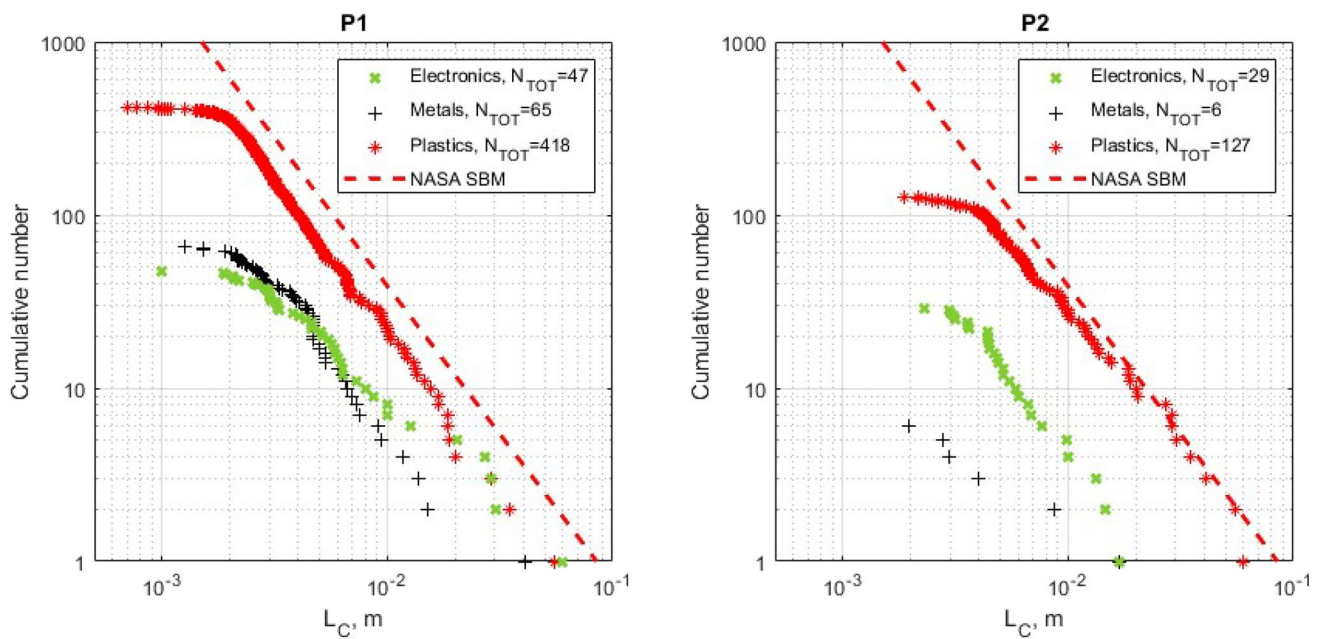 P1
1000
100
10
1
Cumulative number
10^-3
10^-2
10^-1
L_C, m
Electronics, N_TOT=47
Metals, N_TOT=65
Plastics, N_TOT=418
NASA SBM
P2
1000
100
10
1
Cumulative number
10^-3
10^-2
10^-1
L_C, m
Electronics, N_TOT=29
Metals, N_TOT=6
Plastics, N_TOT=127
NASA SBM